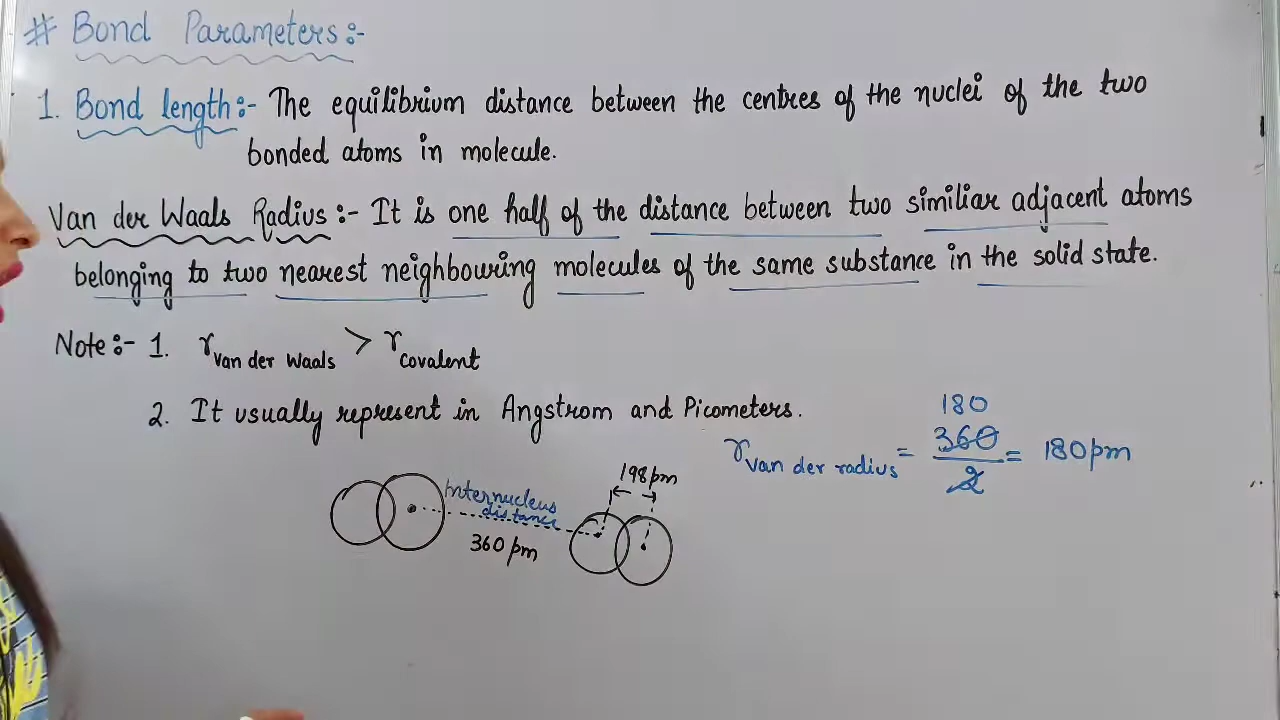 # Bond Parameters:-
1. Bond length:- The equilibrium distance between the centres of the nuclei of the two
bonded atoms in molecule.
Van der Waals Radius :- It is one half of the distance between two similiar adjacent atoms
belonging to two nearest neighbouring molecules of the same substance in the solid state.
Note:- 1. r van der Waals > r covalent
2. It usually represent in Angstrom and Picometers.
180
r van der radius = 360/2 = 180pm
198pm
Internucleus
distance
360 pm